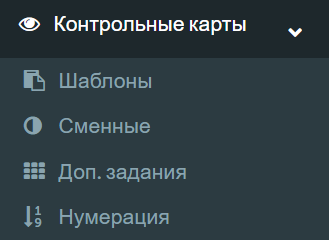 Контрольные карты
Шаблоны
Сменные
Доп. задания
Нумерация